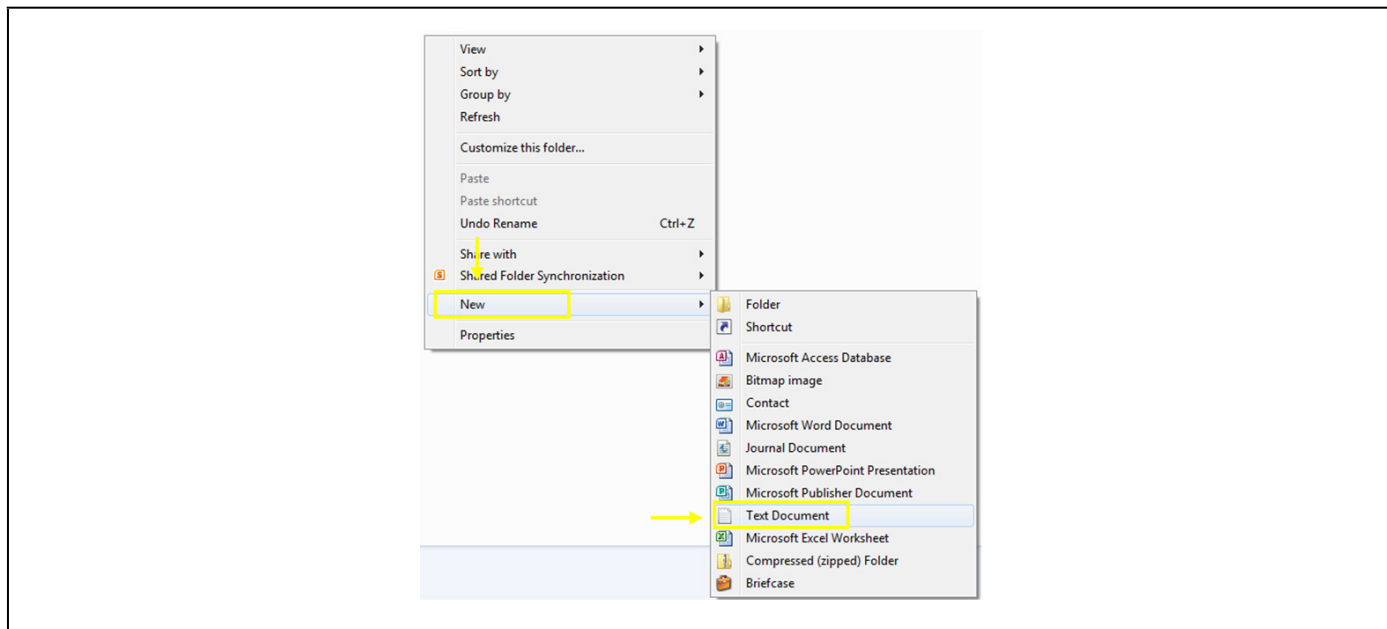 View
Sort by
Group by
Refresh
Customize this folder...
Paste
Paste shortcut
Undo Rename Ctrl+Z
Share with
Shared Folder Synchronization
New
Properties
Folder
Shortcut
Microsoft Access Database
Bitmap image
Contact
Microsoft Word Document
Journal Document
Microsoft PowerPoint Presentation
Microsoft Publisher Document
Text Document
Microsoft Excel Worksheet
Compressed (zipped) Folder
Briefcase